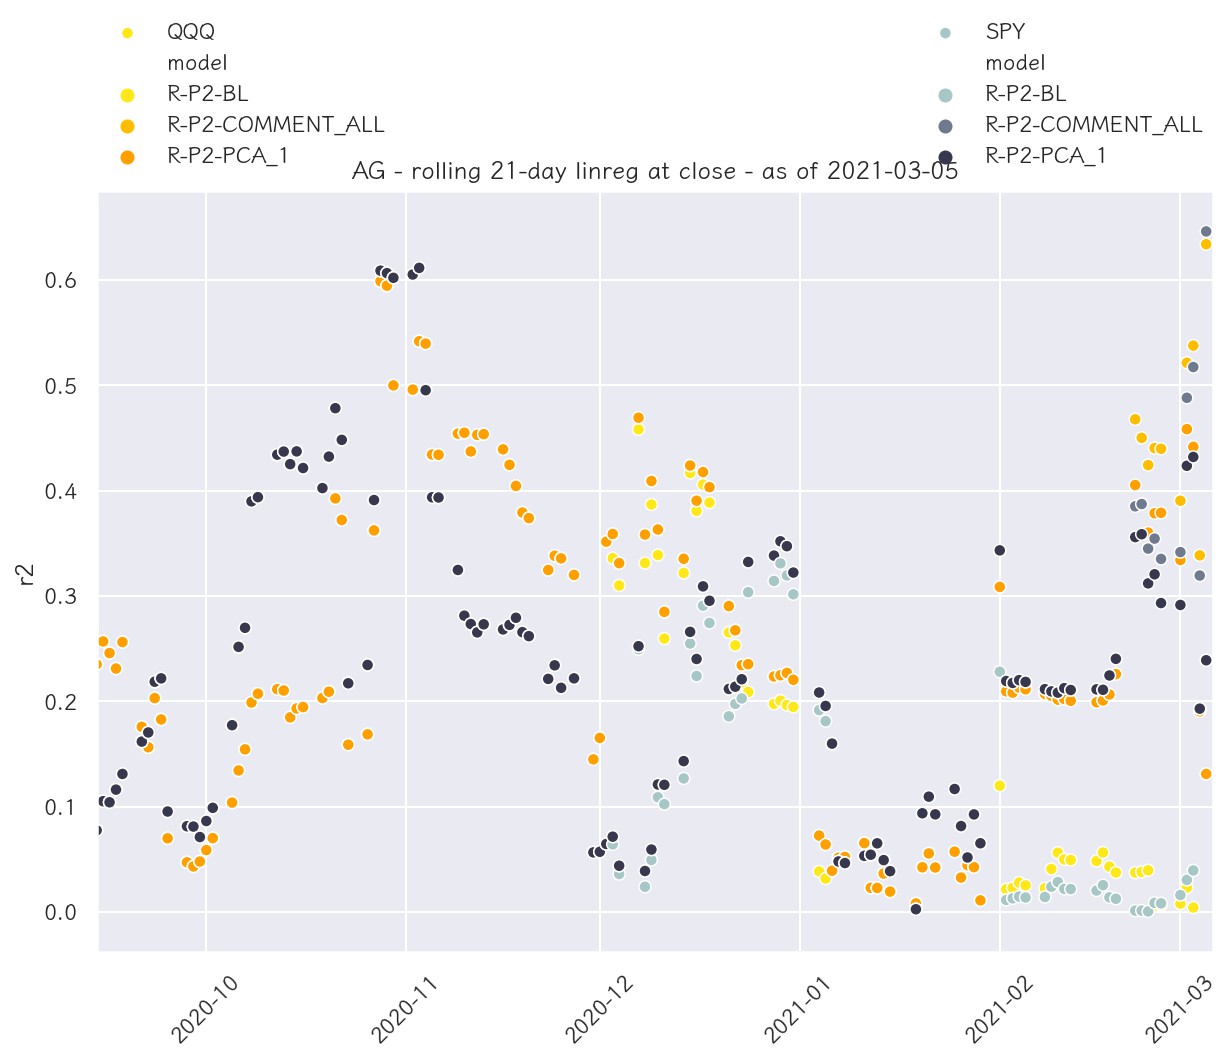 QQQ
model
R-P2-BL
R-P2-COMMENT_ALL
R-P2-PCA_1
SPY
model
R-P2-BL
R-P2-COMMENT_ALL
R-P2-PCA_1
AG - rolling 21-day linreg at close - as of 2021-03-05
r2
0.6
0.5
0.4
0.3
0.2
0.1
0.0
2020-10
2020-11
2020-12
2021-01
2021-02
2021-03